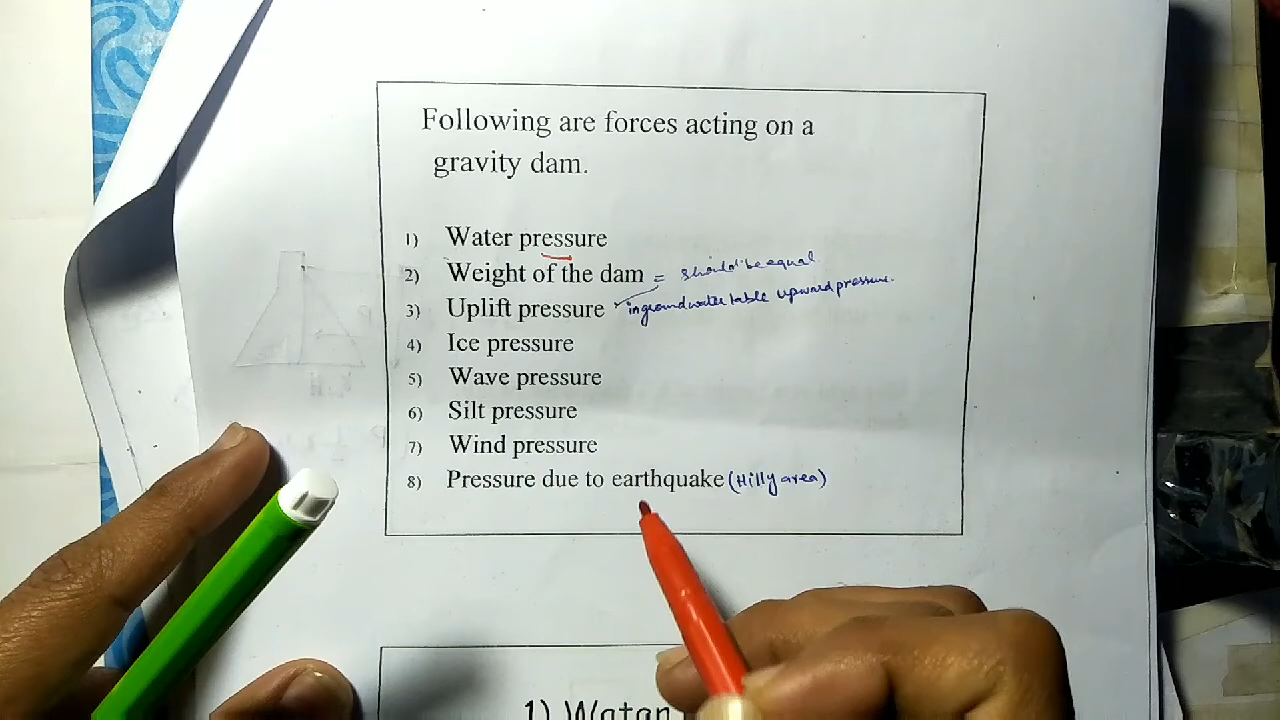 Following are forces acting on a
gravity dam.
1) Water pressure
2) Weight of the dam = should be equal
3) Uplift pressure in groundwater table upward pressure.
4) Ice pressure
5) Wave pressure
6) Silt pressure
7) Wind pressure
8) Pressure due to earthquake (Hilly area)
1) Water